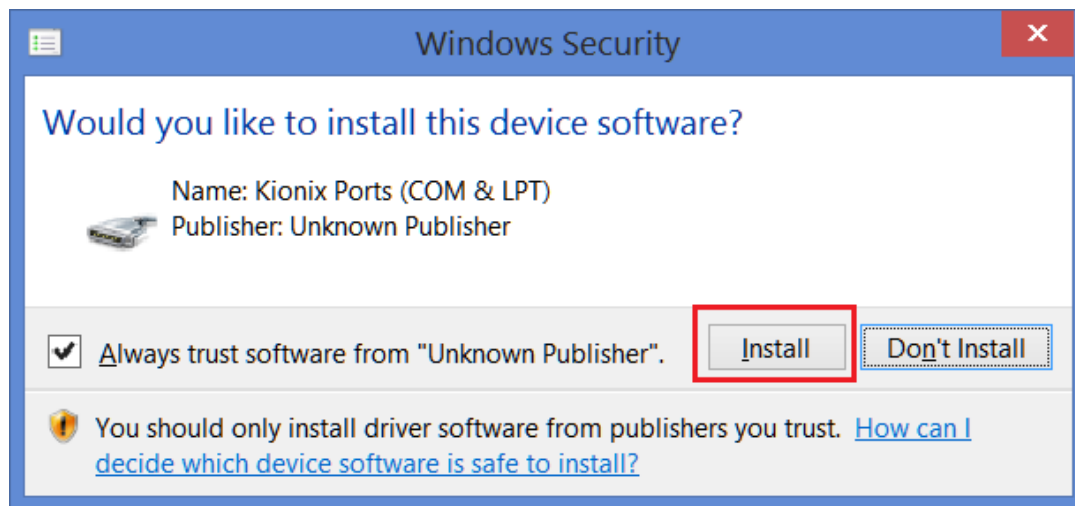 Windows Security
Would you like to install this device software?
Name: Kionix Ports (COM & LPT)
Publisher: Unknown Publisher
Always trust software from "Unknown Publisher".
Install
Don't Install
You should only install driver software from publishers you trust. How can I
decide which device software is safe to install?